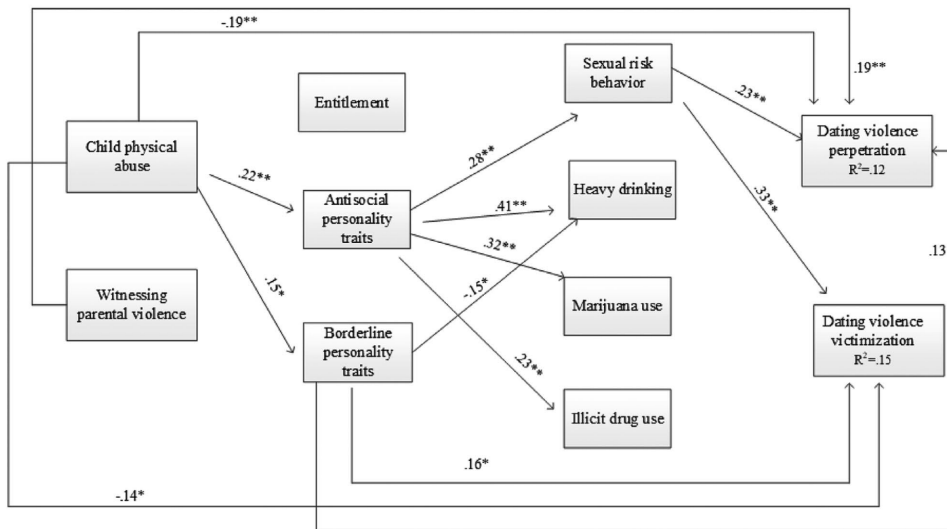 -.19**
.19**
Sexual risk
behavior
.23**
Entitlement
Dating violence
perpetration
R²=.12
Child physical
abuse
.22**
.28**
Antisocial
personality
traits
.41**
Heavy drinking
.33**
.32**
.13
.15*
-.15*
Witnessing
parental violence
Marijuana use
Borderline
personality
traits
.23**
Dating violence
victimization
R²=.15
Illicit drug use
.16*
-.14*